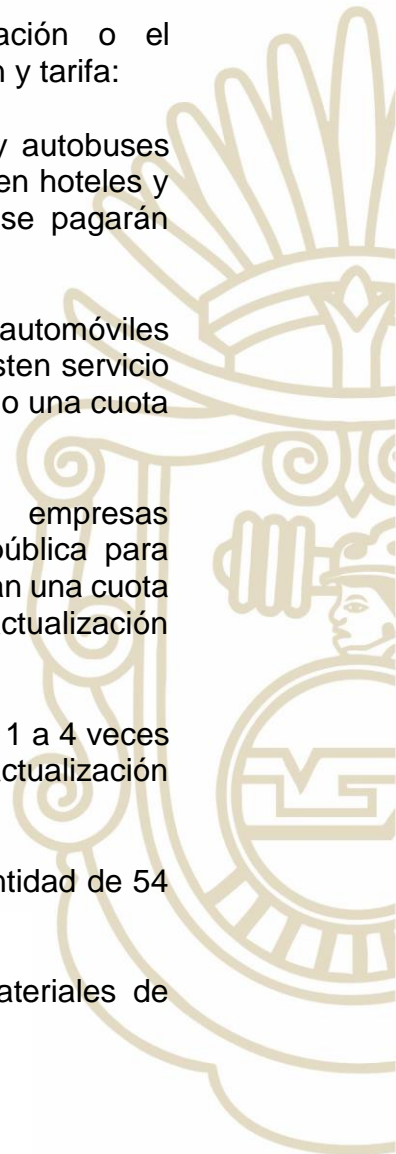 ación o el
n y tarifa:
y autobuses
en hoteles y
se pagarán
automóviles
sten servicio
o una cuota
empresas
pública para
an una cuota
ctualización
1 a 4 veces
ctualización
ntidad de 54
ateriales de